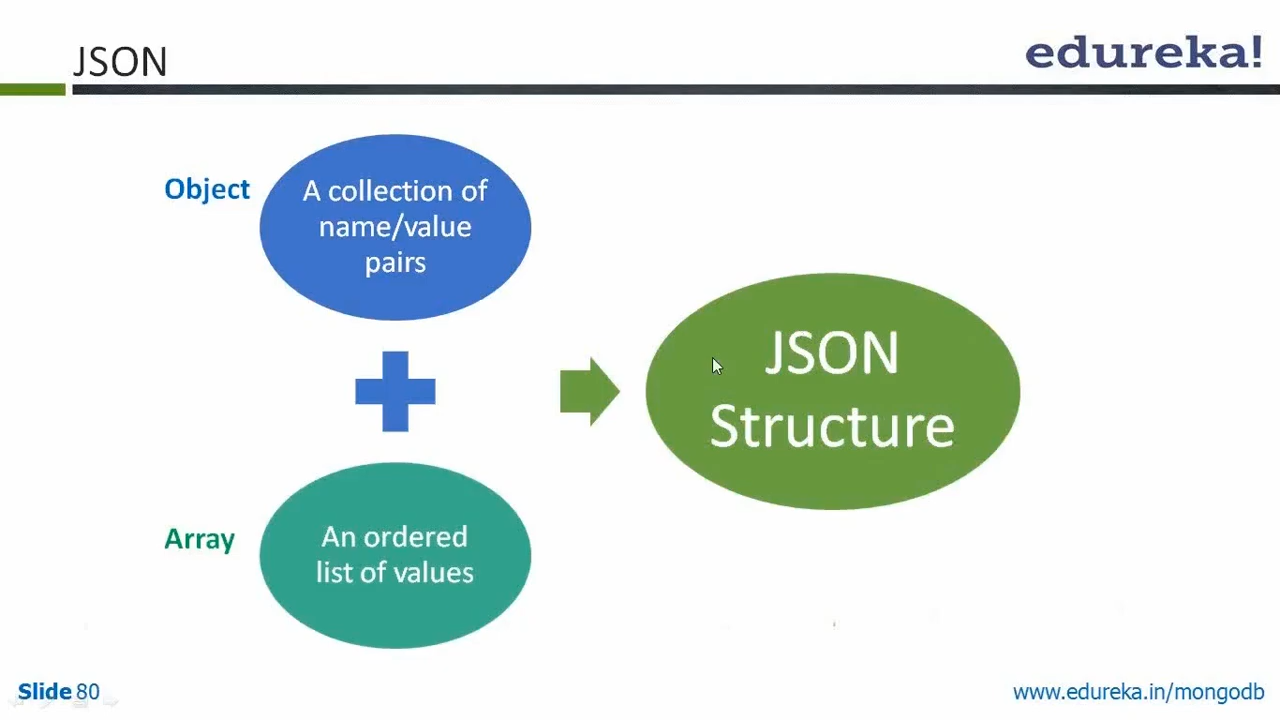 JSON
edureka!
Object
A collection of
name/value
pairs
JSON
Structure
Array
An ordered
list of values
Slide 80
www.edureka.in/mongodb